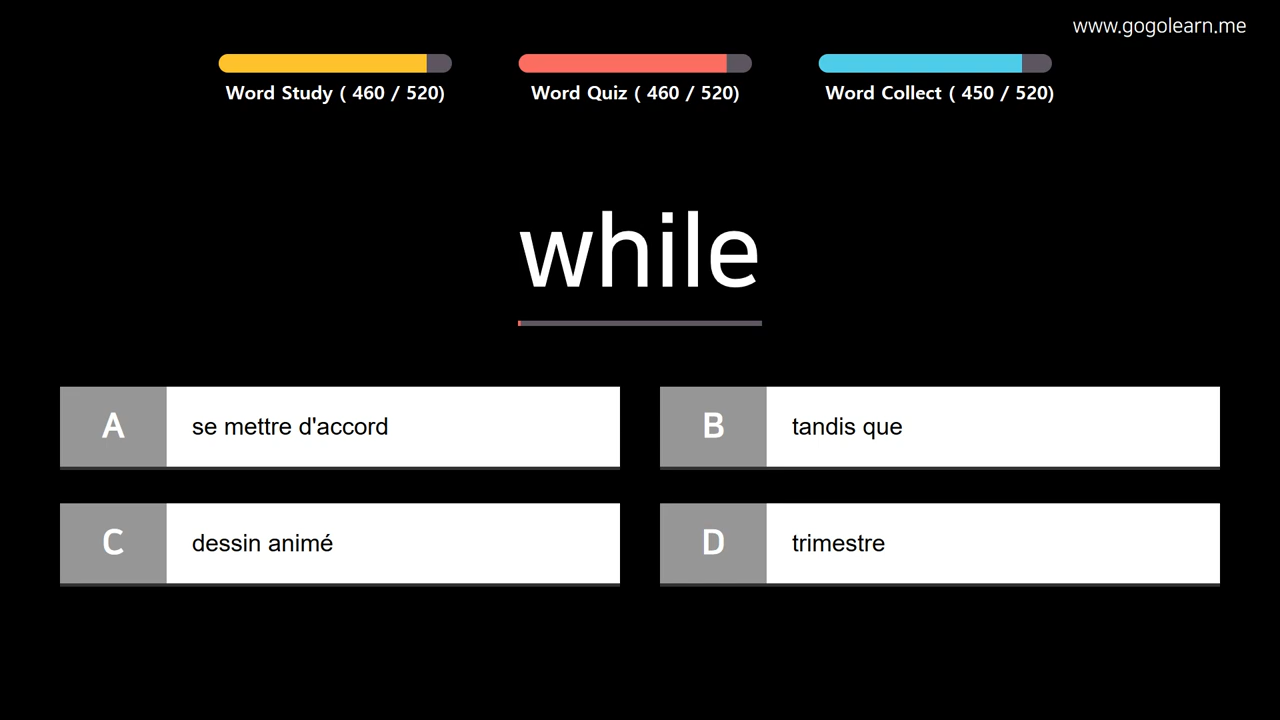 www.gogolearn.me
Word Study ( 460 / 520)
Word Quiz ( 460 / 520)
Word Collect ( 450 / 520)
while
A
se mettre d'accord
B
tandis que
C
dessin animé
D
trimestre